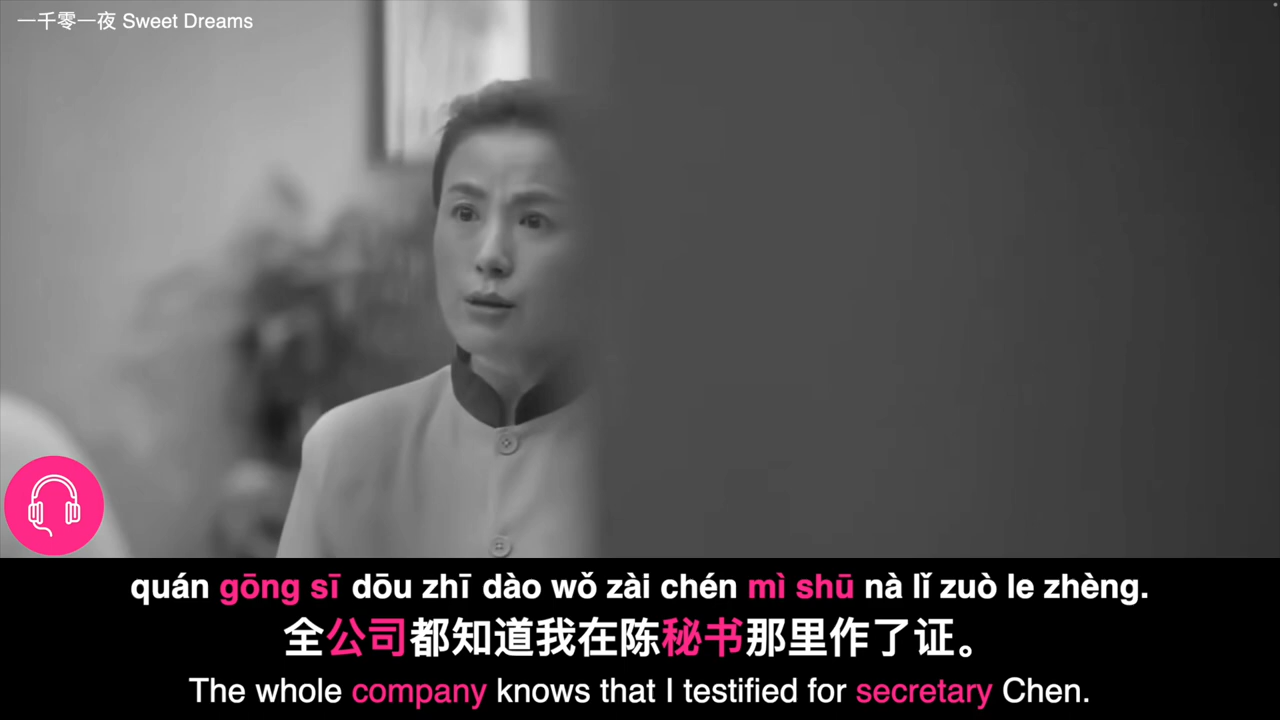 一千零一夜 Sweet Dreams
quán gōng sī dōu zhī dào wǒ zài chén mì shū nà lǐ zuò le zhèng.
全公司都知道我在陈秘书那里作了证。
The whole company knows that I testified for secretary Chen.